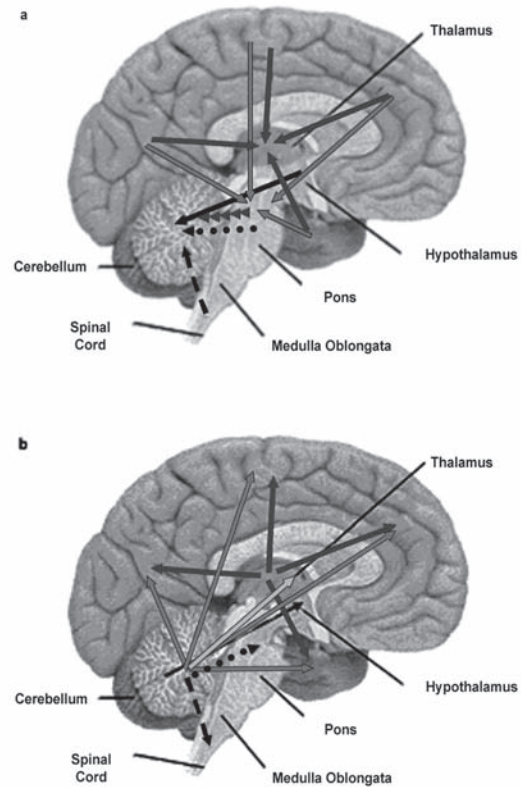 a
Thalamus
Hypothalamus
Cerebellum
Pons
Spinal
Cord
Medulla Oblongata
b
Thalamus
Hypothalamus
Cerebellum
Pons
Spinal
Cord
Medulla Oblongata